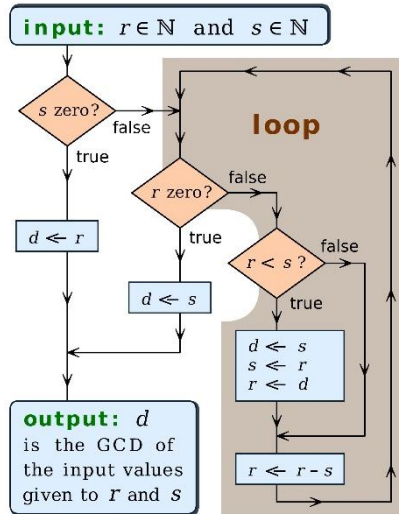 input: r ∈ ℕ and s ∈ ℕ
s zero?
false
true
loop
r zero?
false
true
d ← r
r < s ?
false
true
d ← s
d ← s
s ← r
r ← d
output: d
is the GCD of
the input values
given to r and s
r ← r - s